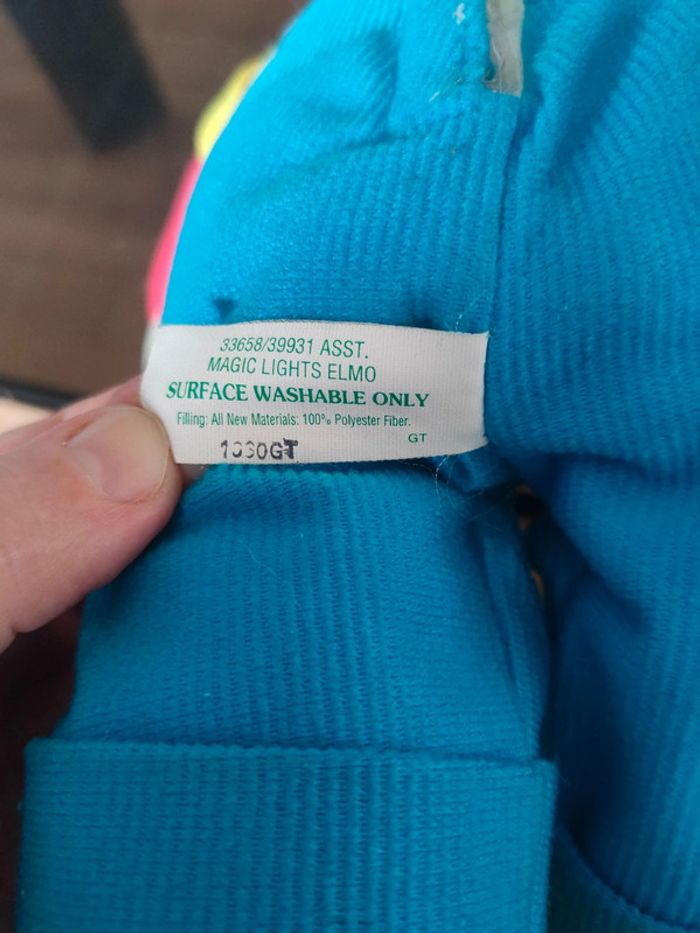 33658/39931 ASST.
MAGIC LIGHTS ELMO
SURFACE WASHABLE ONLY
Filling: All New Materials: 100% Polyester Fiber.
GT